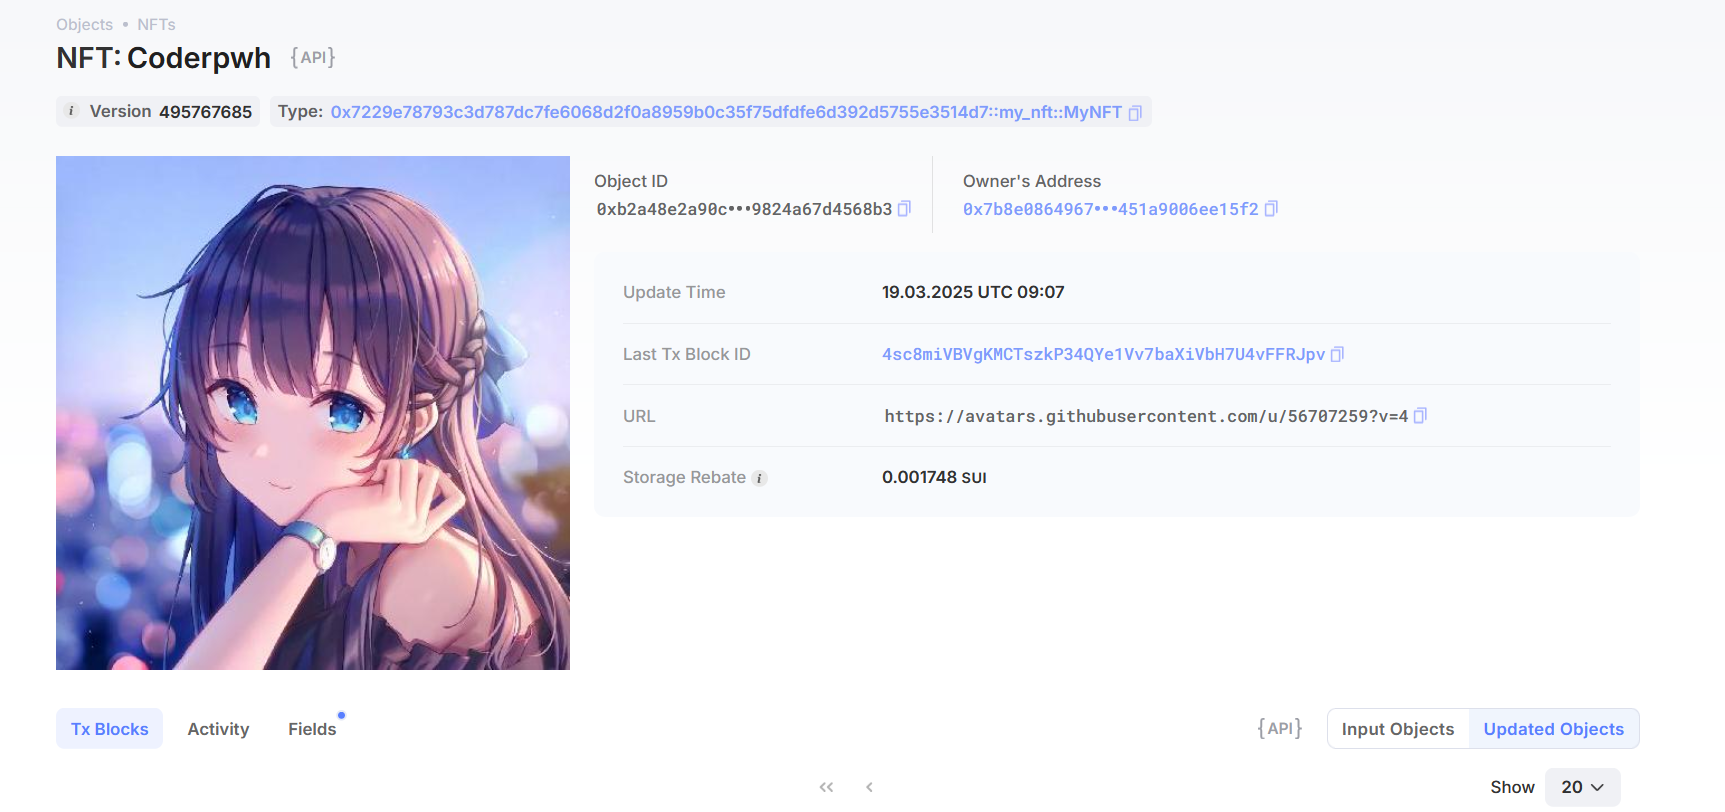 Objects • NFTs
NFT: Coderpwh {API}
i Version 495767685 Type: 0x7229e78793c3d787dc7fe6068d2f0a8959b0c35f75dfdfe6d392d5755e3514d7::my_nft::MyNFT
Object ID
0xb2a48e2a90c•••9824a67d4568b3
Owner's Address
0x7b8e0864967•••451a9006ee15f2
Update Time 19.03.2025 UTC 09:07
Last Tx Block ID 4sc8miVBVgKMCTszkP34QYe1Vv7baXiVbH7U4vFFRJpv
URL https://avatars.githubusercontent.com/u/56707259?v=4
Storage Rebate i 0.001748 SUI
Tx Blocks Activity Fields {API} Input Objects Updated Objects
Show 20